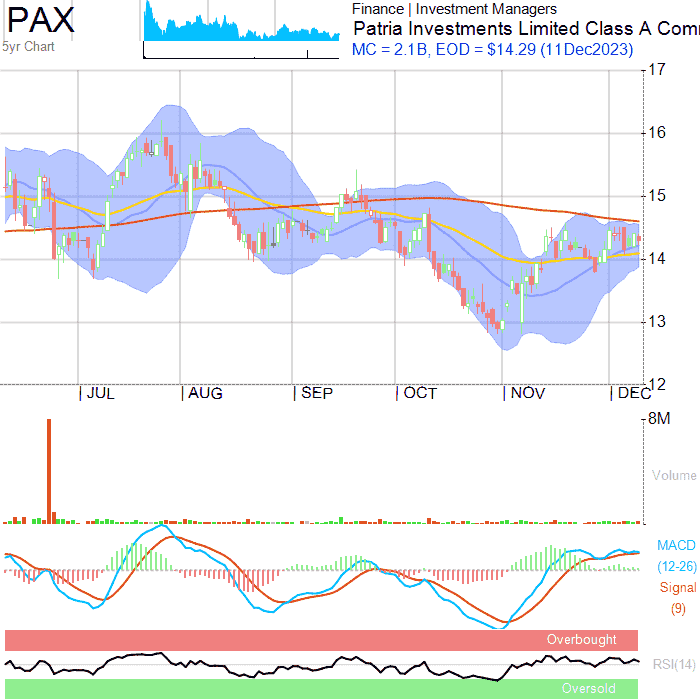 PAX
5yr Chart
Finance | Investment Managers
Patria Investments Limited Class A Com
MC = 2.1B, EOD = $14.29 (11Dec2023)
17
16
15
14
13
12
JUL AUG SEP OCT NOV DEC
8M
Volume
MACD
(12-26)
Signal
(9)
Overbought
RSI(14)
Oversold